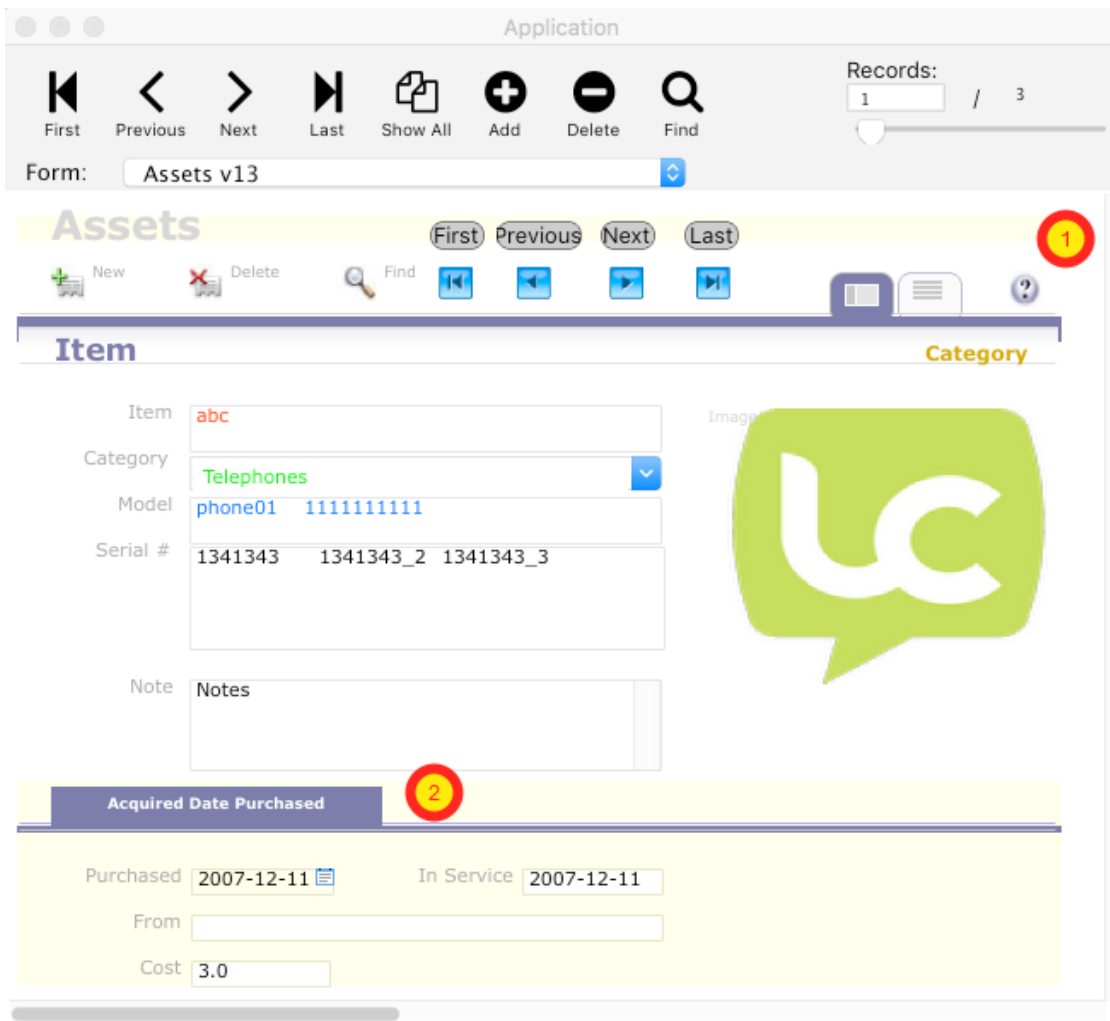 Application
Records:
1 / 3
First Previous Next Last Show All Add Delete Find
Form: Assets v13
Assets
First Previous Next Last
1
New Delete Find
?
Item
Category
Item abc
Image
Category Telephones
Model phone01 1111111111
Serial # 1341343 1341343_2 1341343_3
LC
Note Notes
2
Acquired Date Purchased
Purchased 2007-12-11 In Service 2007-12-11
From
Cost 3.0